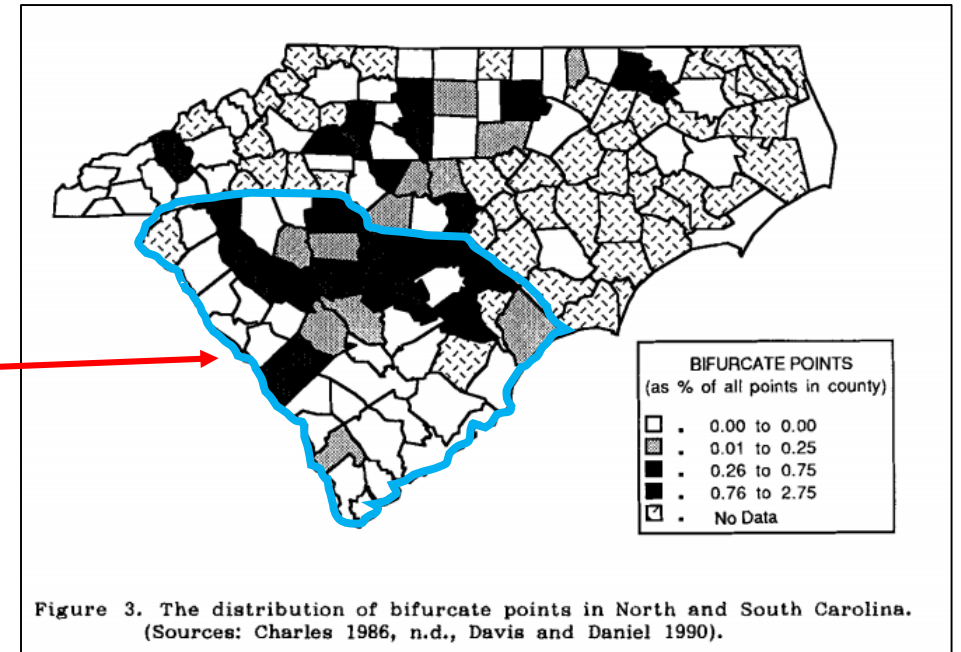 BIFURCATE POINTS
(as % of all points in county)
. 0.00 to 0.00
. 0.01 to 0.25
. 0.26 to 0.75
. 0.76 to 2.75
. No Data
Figure 3. The distribution of bifurcate points in North and South Carolina.
(Sources: Charles 1986, n.d., Davis and Daniel 1990).